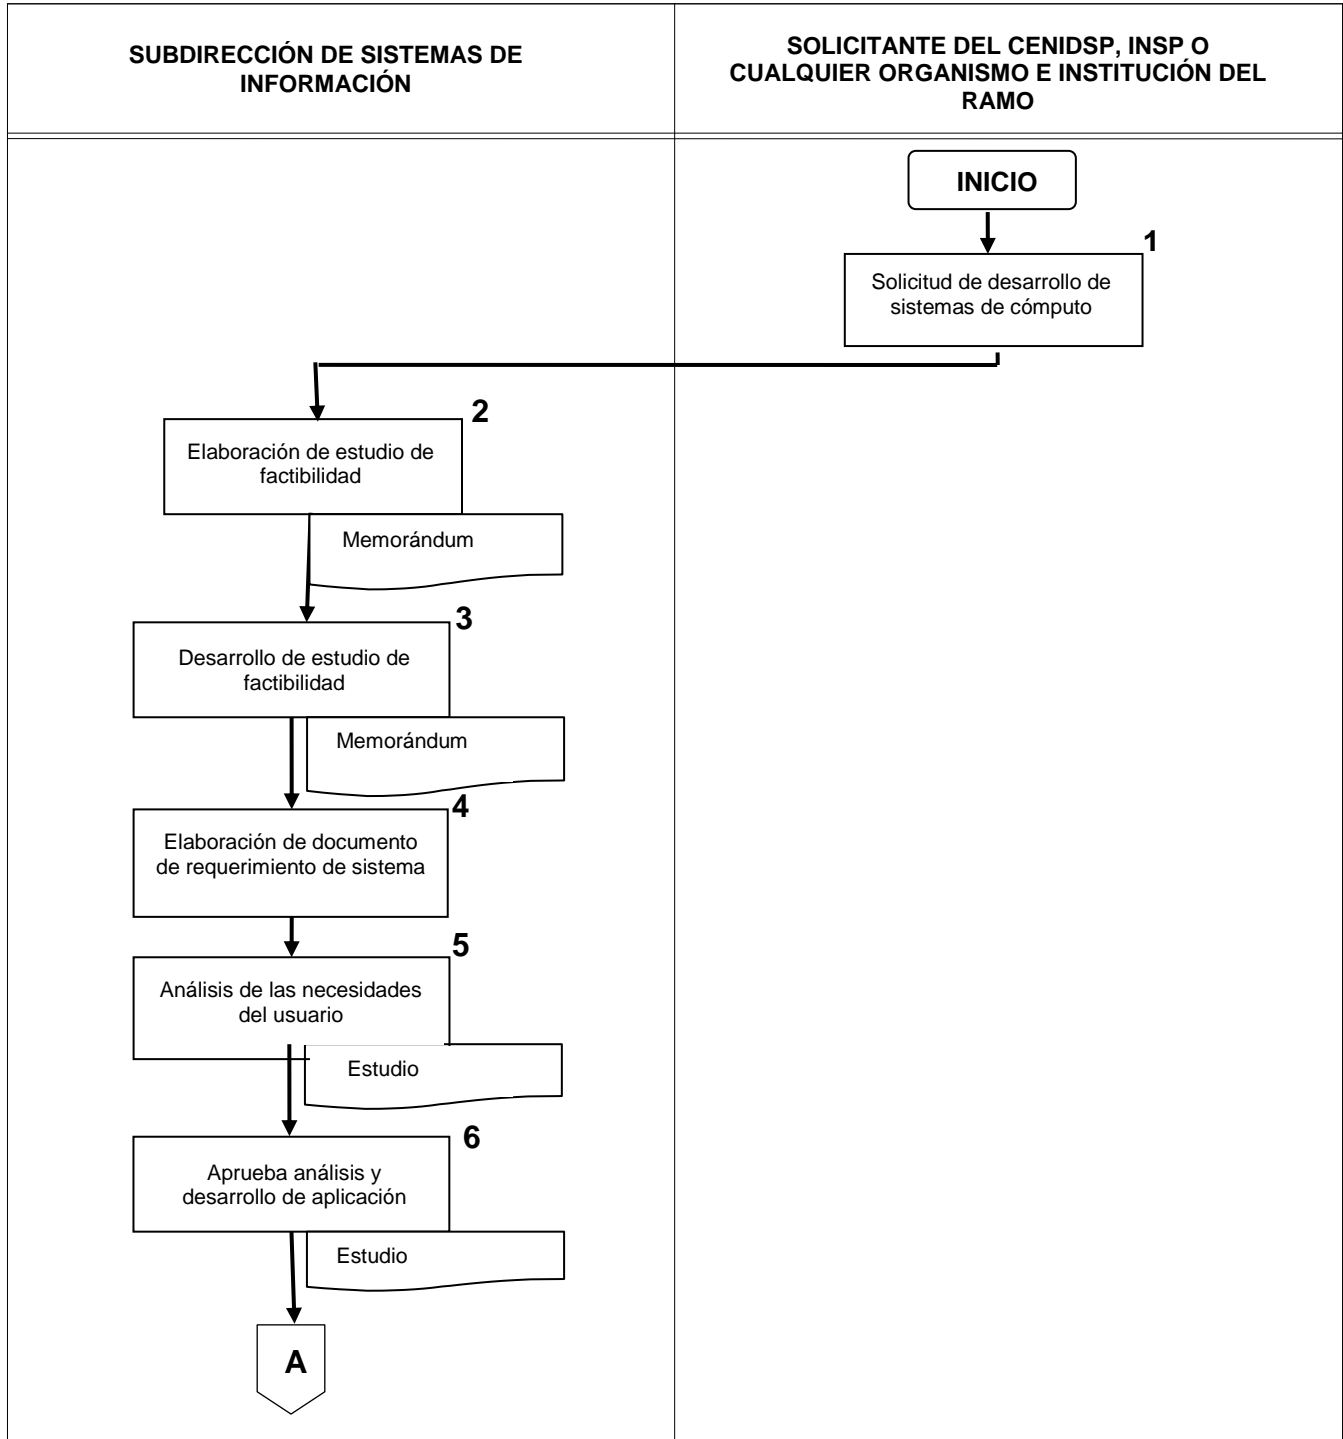 SUBDIRECCIÓN DE SISTEMAS DE
INFORMACIÓN
SOLICITANTE DEL CENIDSP, INSP O
CUALQUIER ORGANISMO E INSTITUCIÓN DEL
RAMO
INICIO
1
Solicitud de desarrollo de
sistemas de cómputo
2
Elaboración de estudio de
factibilidad
Memorándum
3
Desarrollo de estudio de
factibilidad
Memorándum
4
Elaboración de documento
de requerimiento de sistema
5
Análisis de las necesidades
del usuario
Estudio
6
Aprueba análisis y
desarrollo de aplicación
Estudio
A